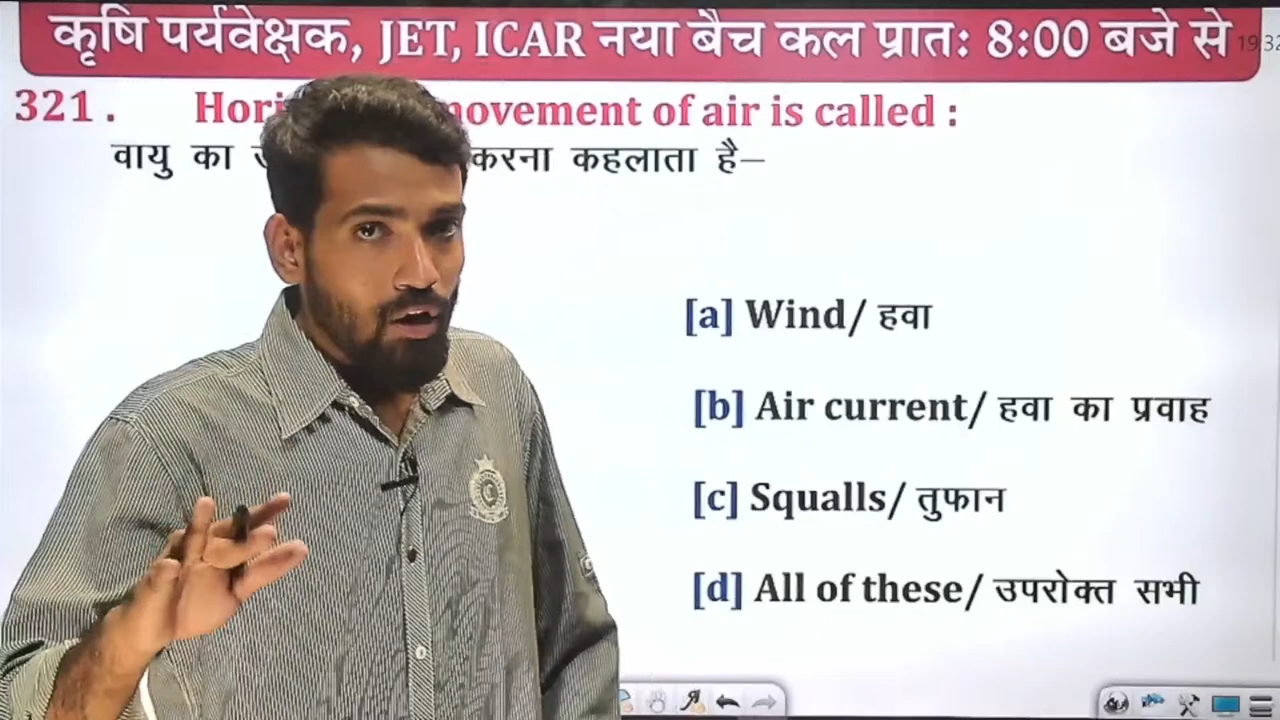 कृषि पर्यवेक्षक, JET, ICAR नया बैच कल प्रातः 8:00 बजे से
321. movement of air is called :
वायु का करना कहलाता है–
[a] Wind/ हवा
[b] Air current/ हवा का प्रवाह
[c] Squalls/ तुफान
[d] All of these/ उपरोक्त सभी